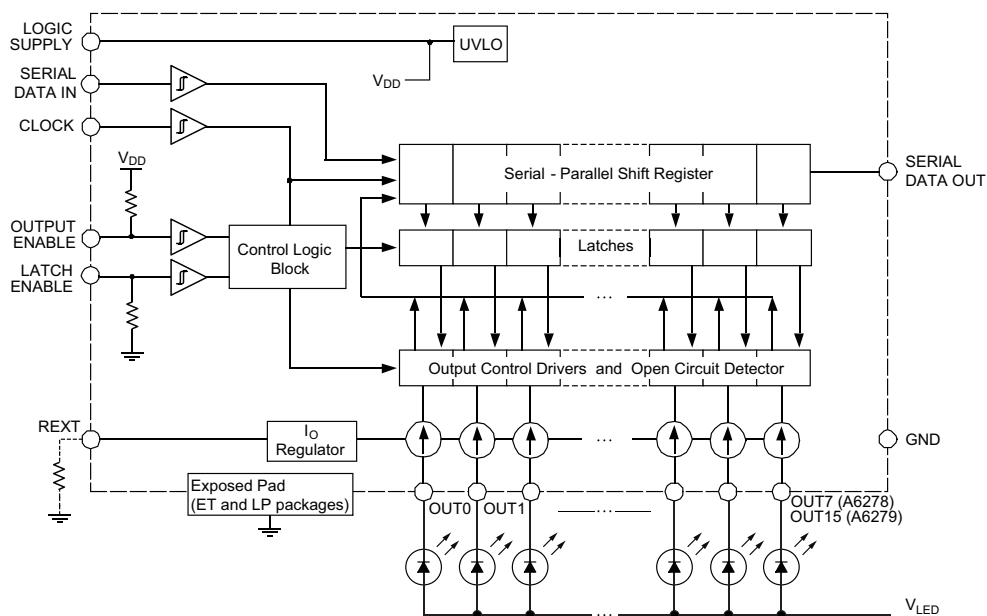 LOGIC
SUPPLY
UVLO
VDD
SERIAL
DATA IN
CLOCK
VDD
Serial - Parallel Shift Register
SERIAL
DATA OUT
OUTPUT
ENABLE
LATCH
ENABLE
Control Logic
Block
Latches
...
Output Control Drivers and Open Circuit Detector
REXT
IO
Regulator
...
GND
Exposed Pad
(ET and LP packages)
OUT0
OUT1
...
OUT7 (A6278)
OUT15 (A6279)
...
VLED